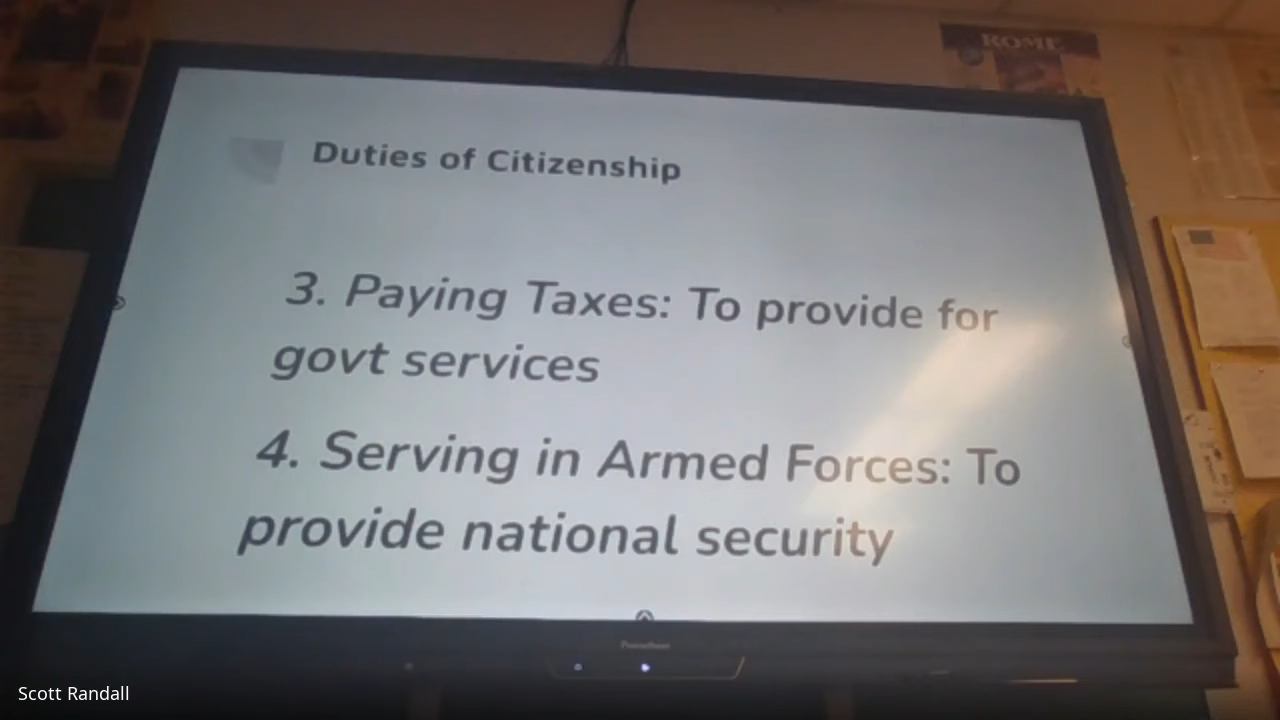 ROME
Duties of Citizenship
3. Paying Taxes: To provide for
govt services
4. Serving in Armed Forces: To
provide national security
Promethean
Scott Randall